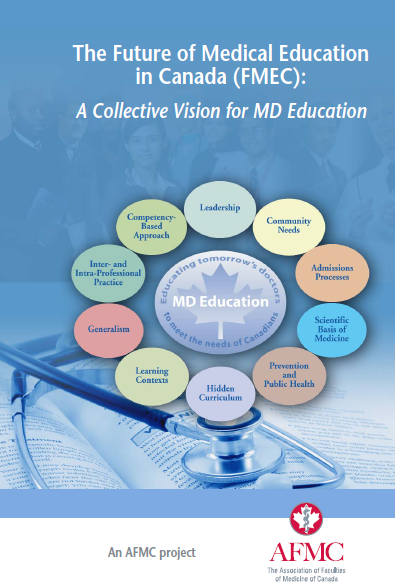 The Future of Medical Education
in Canada (FMEC):
A Collective Vision for MD Education
Leadership
Community
Needs
Admissions
Processes
Scientific
Basis of
Medicine
Prevention
and
Public Health
Hidden
Curriculum
Learning
Contexts
Generalism
Inter- and
Intra-Professional
Practice
Competency-
Based
Approach
Educating tomorrow's doctors
MD Education
to meet the needs of Canadians
An AFMC project
AFMC
The Association of Faculties
of Medicine of Canada